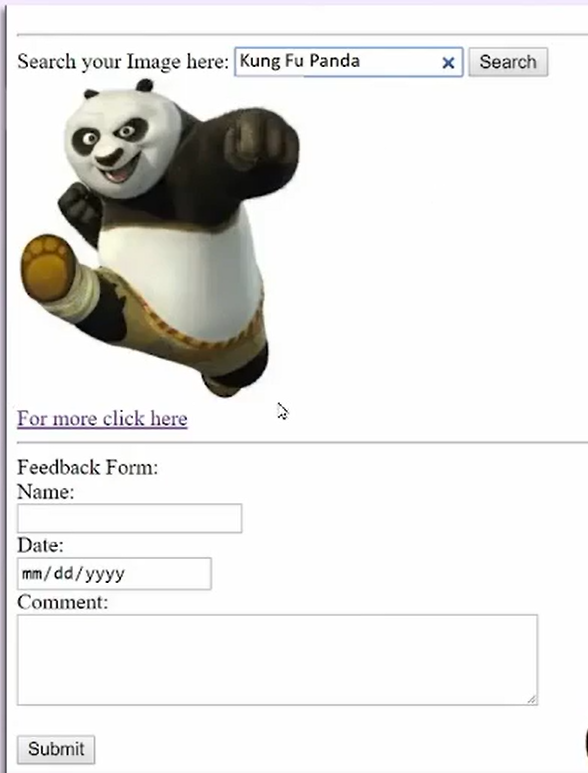 Search your Image here: Kung Fu Panda × Search
For more click here
Feedback Form:
Name:
Date:
mm/dd/yyyy
Comment:
Submit